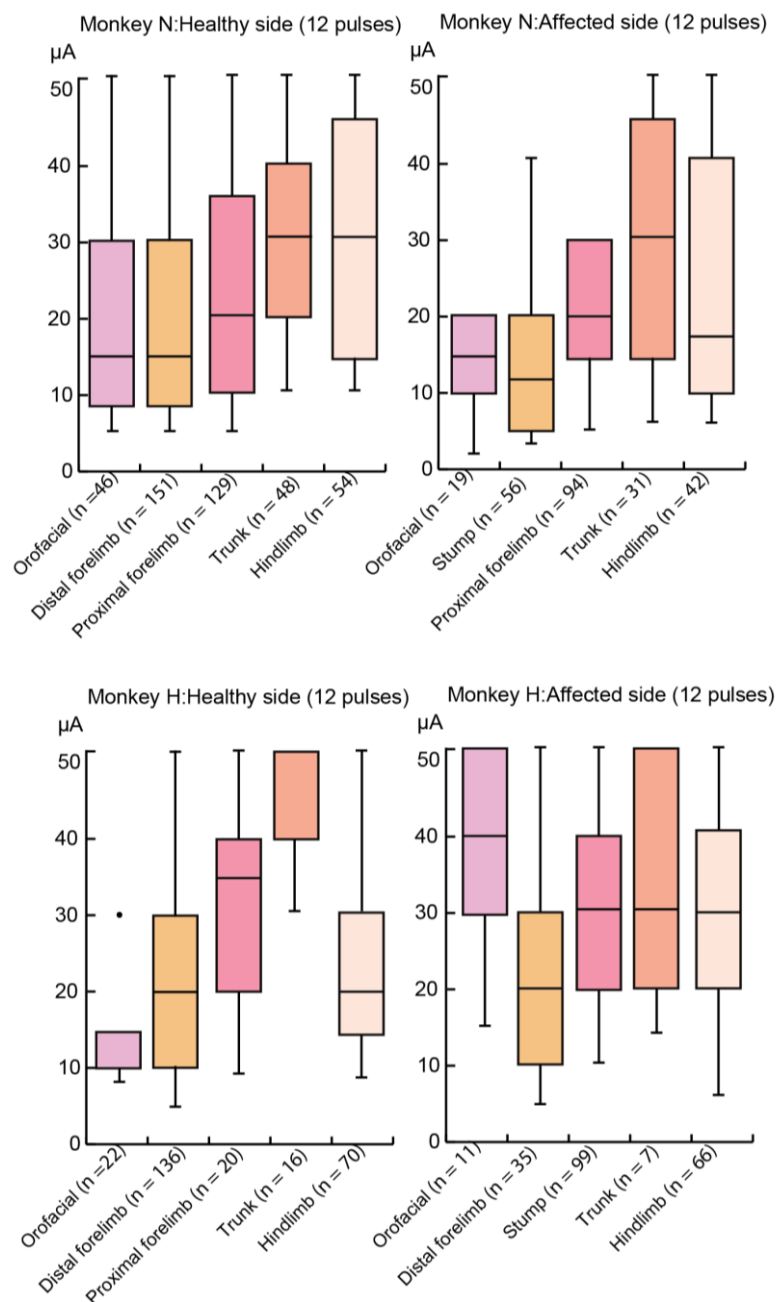 Monkey N:Healthy side (12 pulses)
µA
50
40
30
20
10
0
Orofacial (n =46)
Distal forelimb (n = 151)
Proximal forelimb (n = 129)
Trunk (n = 48)
Hindlimb (n = 54)
Monkey N:Affected side (12 pulses)
µA
50
40
30
20
10
0
Orofacial (n = 19)
Stump (n = 56)
Proximal forelimb (n = 94)
Trunk (n = 31)
Hindlimb (n = 42)
Monkey H:Healthy side (12 pulses)
µA
50
40
30
20
10
0
Orofacial (n =22)
Distal forelimb (n = 136)
Proximal forelimb (n = 20)
Trunk (n = 16)
Hindlimb (n = 70)
Monkey H:Affected side (12 pulses)
µA
50
40
30
20
10
0
Orofacial (n = 11)
Distal forelimb (n = 35)
Stump (n = 99)
Trunk (n = 7)
Hindlimb (n = 66)